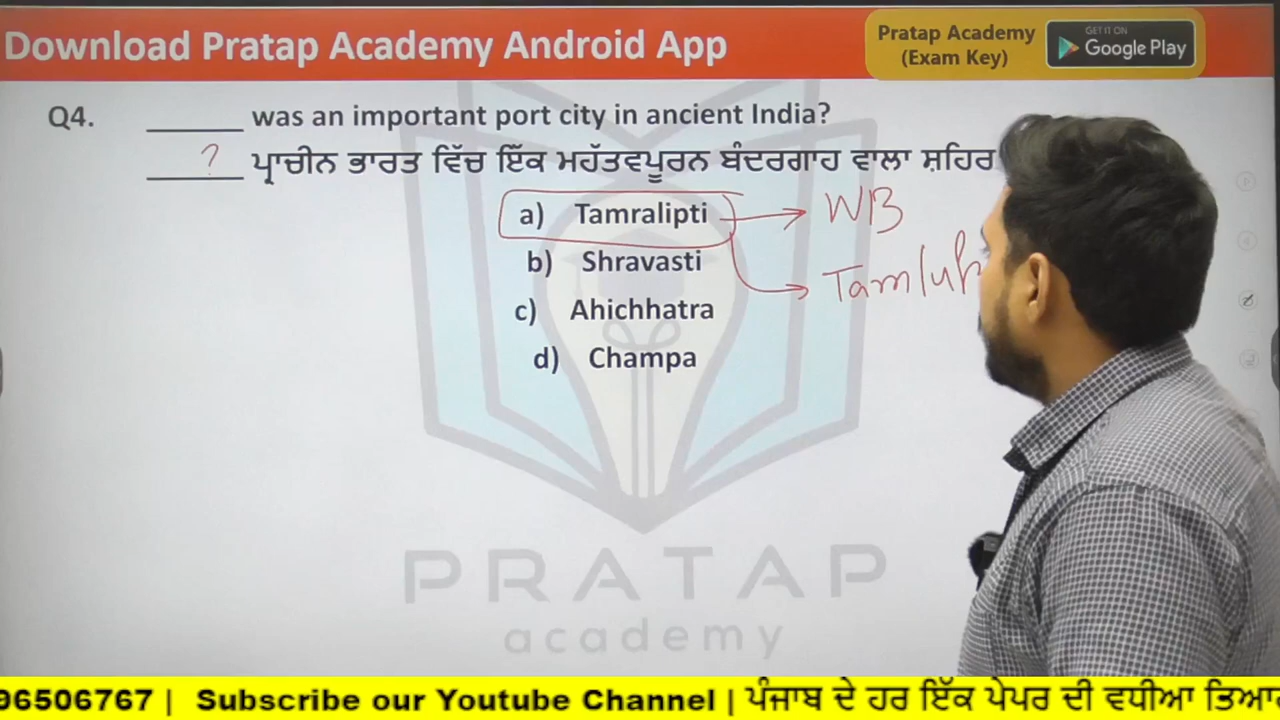 Download Pratap Academy Android App
Pratap Academy
(Exam Key)
GET IT ON
Google Play
Q4. ______ was an important port city in ancient India?
? ______ ਪ੍ਰਾਚੀਨ ਭਾਰਤ ਵਿੱਚ ਇੱਕ ਮਹੱਤਵਪੂਰਨ ਬੰਦਰਗਾਹ ਵਾਲਾ ਸ਼ਹਿਰ
a) Tamralipti → WB
→ Tamluk
b) Shravasti
c) Ahichhatra
d) Champa
PRATAP
academy
96506767 | Subscribe our Youtube Channel | ਪੰਜਾਬ ਦੇ ਹਰ ਇੱਕ ਪੇਪਰ ਦੀ ਵਧੀਆ ਤਿਆਰ